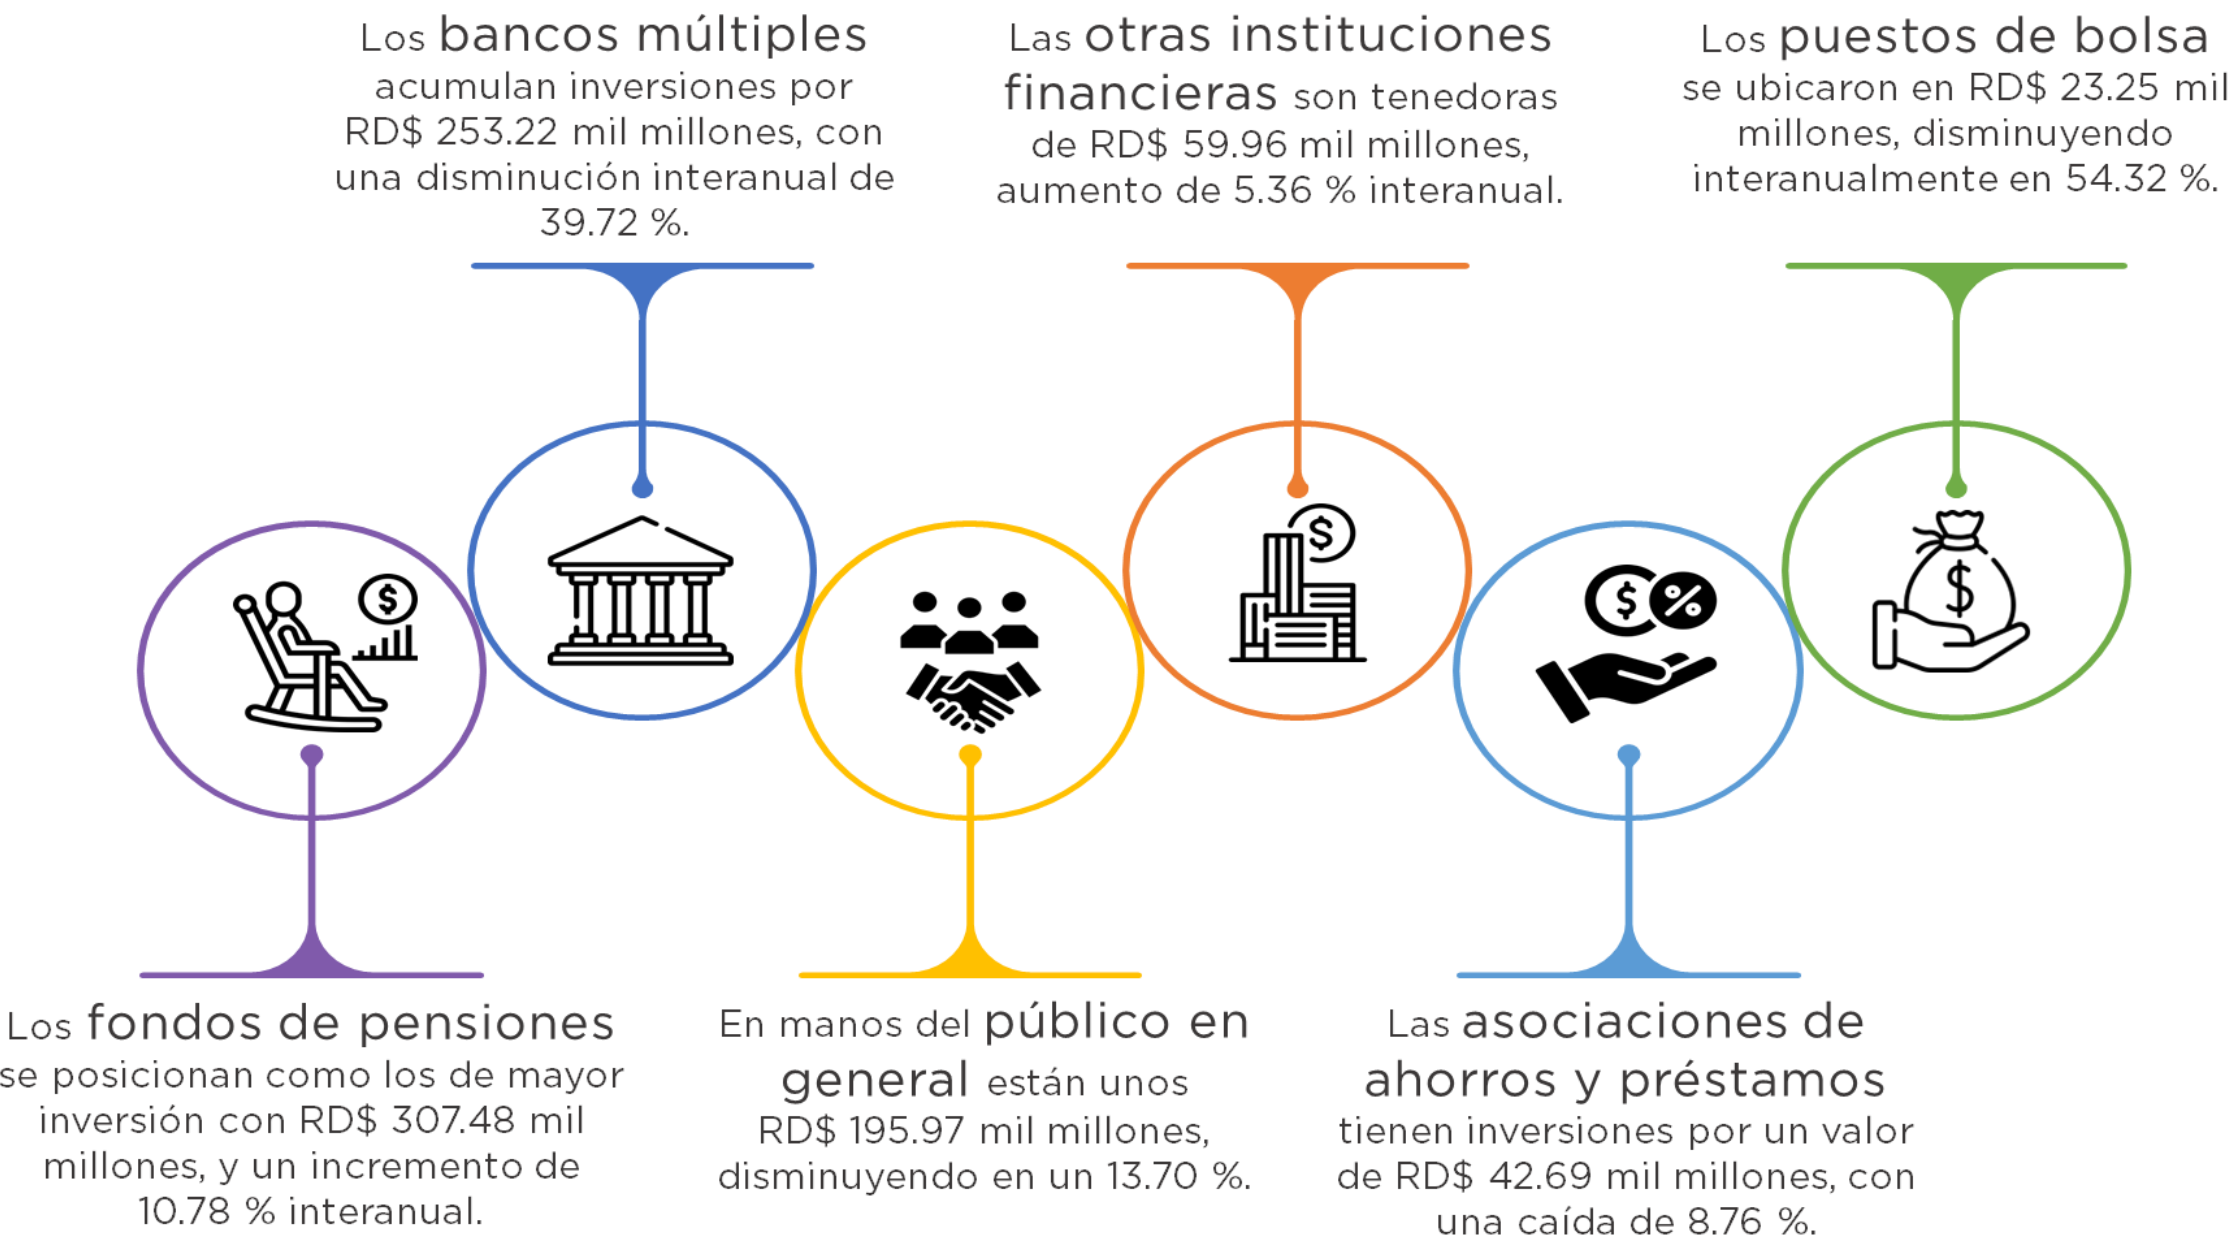 Los bancos múltiples
acumulan inversiones por
RD$ 253.22 mil millones, con
una disminución interanual de
39.72 %.
Las otras instituciones
financieras son tenedoras
de RD$ 59.96 mil millones,
aumento de 5.36 % interanual.
Los puestos de bolsa
se ubicaron en RD$ 23.25 mil
millones, disminuyendo
interanualmente en 54.32 %.
$
$
$
%
$
Los fondos de pensiones
se posicionan como los de mayor
inversión con RD$ 307.48 mil
millones, y un incremento de
10.78 % interanual.
En manos del público en
general están unos
RD$ 195.97 mil millones,
disminuyendo en un 13.70 %.
Las asociaciones de
ahorros y préstamos
tienen inversiones por un valor
de RD$ 42.69 mil millones, con
una caída de 8.76 %.